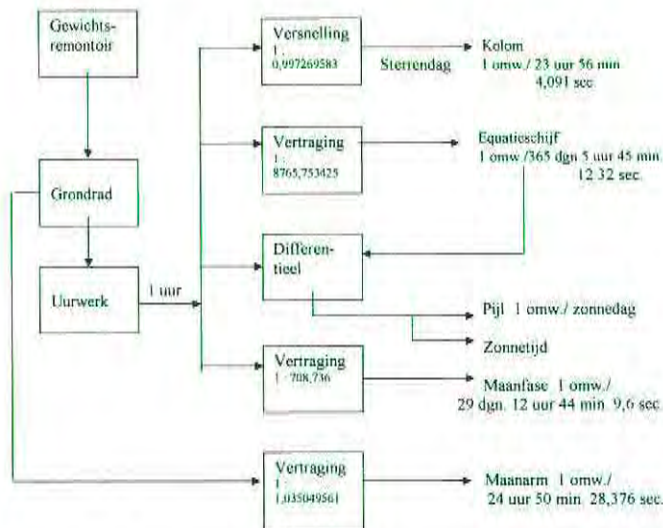 Gewichts-
remontoir
Grondrad
Uurwerk
1 uur
Versnelling
1 :
0,997269583
Sterrendag
Kolom
1 omw./ 23 uur 56 min
4,091 sec.
Vertraging
1 :
8765,753425
Equatieschijf
1 omw./365 dgn 5 uur 45 min.
12.32 sec.
Differen-
tieel
Pijl 1 omw./ zonnedag
Zonnetijd
Vertraging
1 : 708,736
Maanfase 1 omw./
29 dgn. 12 uur 44 min. 9,6 sec.
Vertraging
1 :
1,035049561
Maanarm 1 omw./
24 uur 50 min. 28,376 sec.